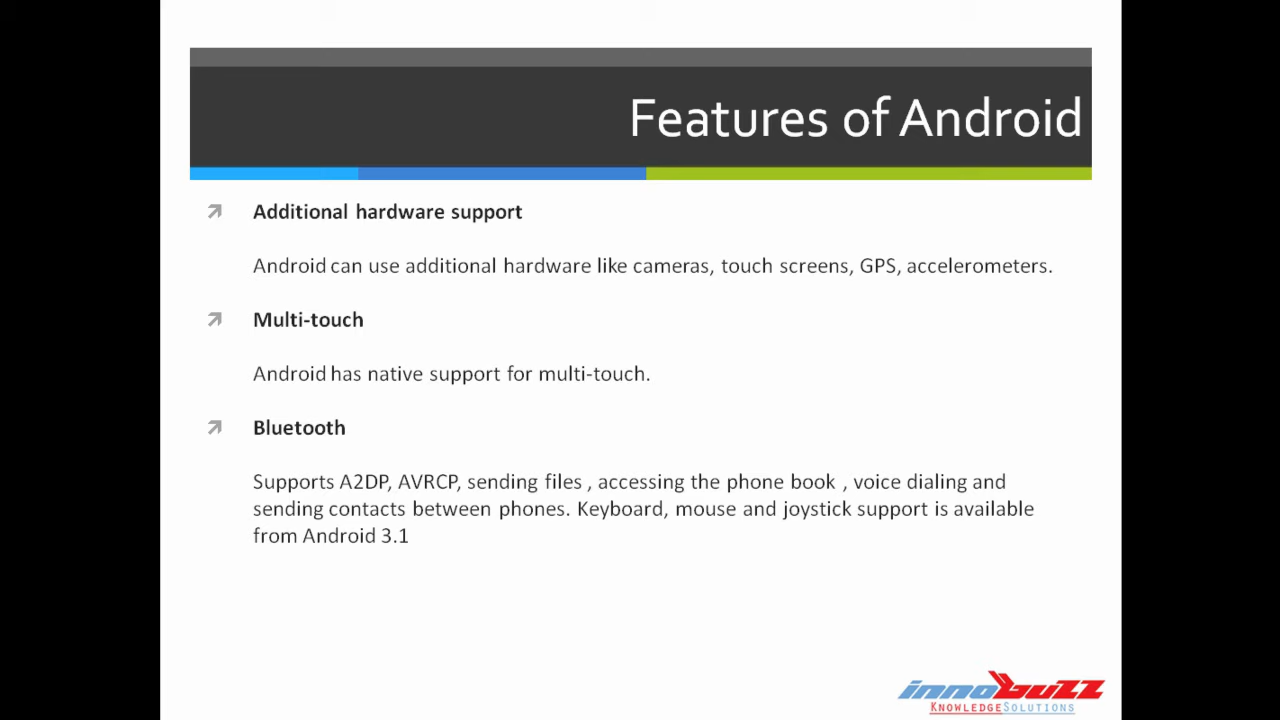 Features of Android
Additional hardware support
Android can use additional hardware like cameras, touch screens, GPS, accelerometers.
Multi-touch
Android has native support for multi-touch.
Bluetooth
Supports A2DP, AVRCP, sending files , accessing the phone book , voice dialing and
sending contacts between phones. Keyboard, mouse and joystick support is available
from Android 3.1
innobuzz
KNOWLEDGESOLUTIONS